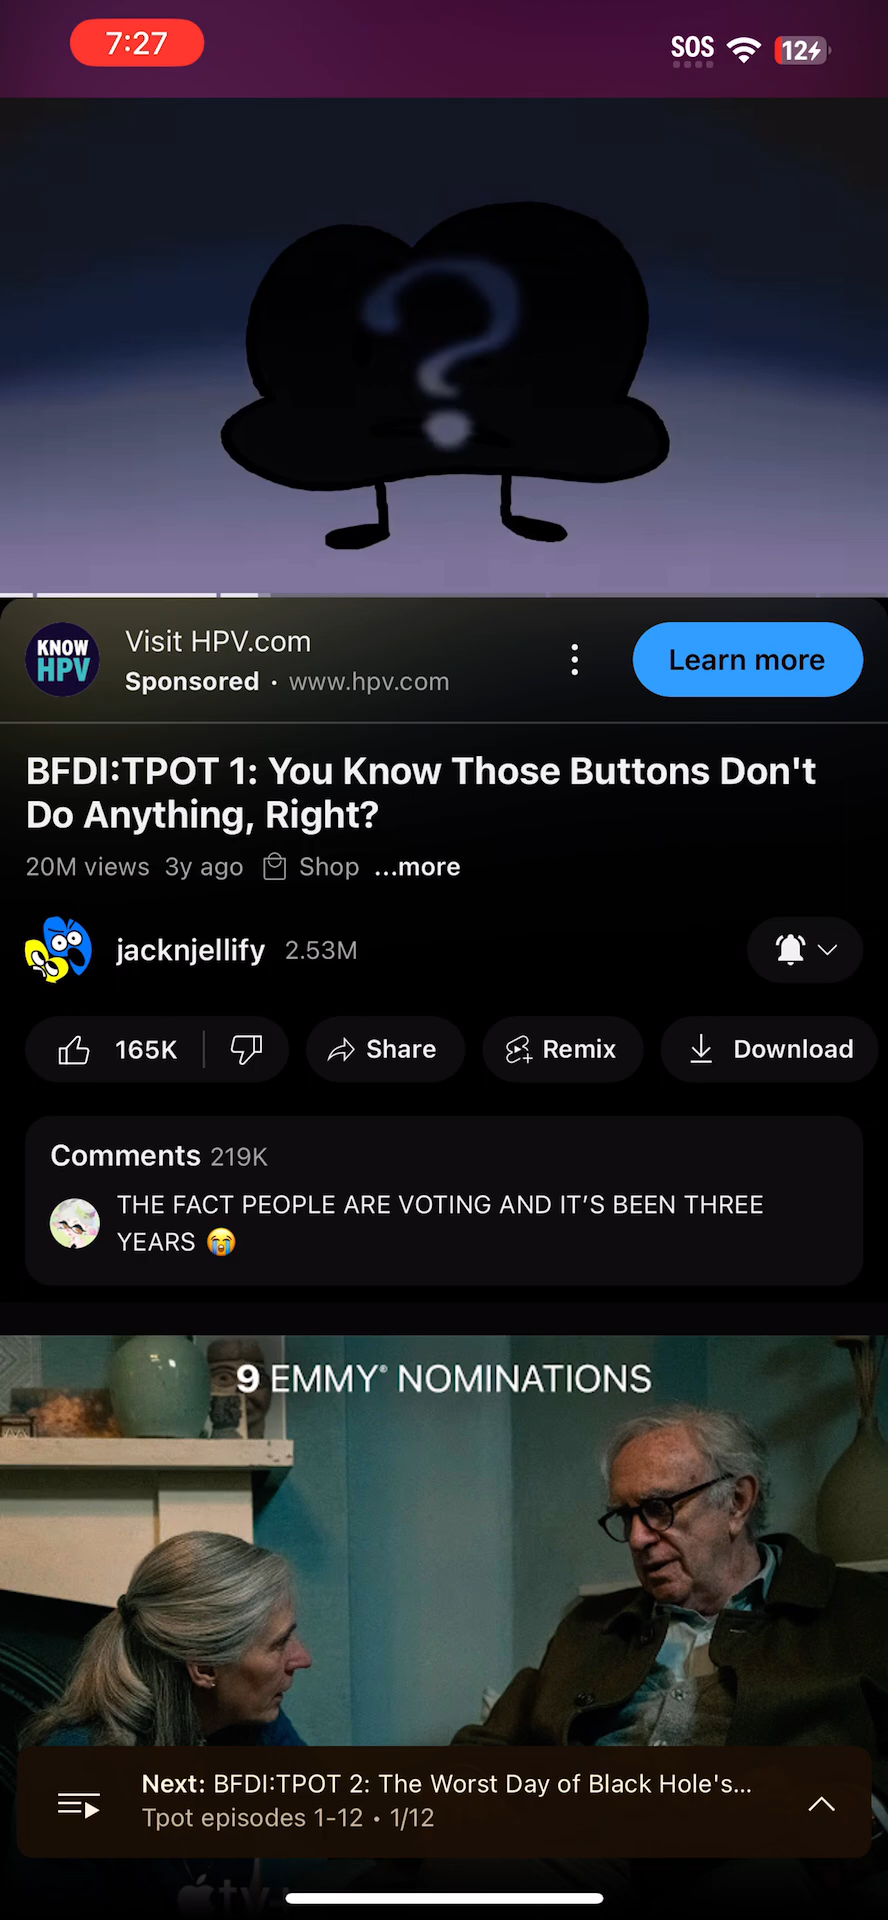 7:27
SOS
12
?
KNOW
HPV
Visit HPV.com
Sponsored · www.hpv.com
Learn more
BFDI:TPOT 1: You Know Those Buttons Don't
Do Anything, Right?
20M views 3y ago Shop ...more
jacknjellify 2.53M
165K
Share
Remix
Download
Comments 219K
THE FACT PEOPLE ARE VOTING AND IT'S BEEN THREE
YEARS 😭
9 EMMY® NOMINATIONS
Next: BFDI:TPOT 2: The Worst Day of Black Hole's...
Tpot episodes 1-12 • 1/12
tv+